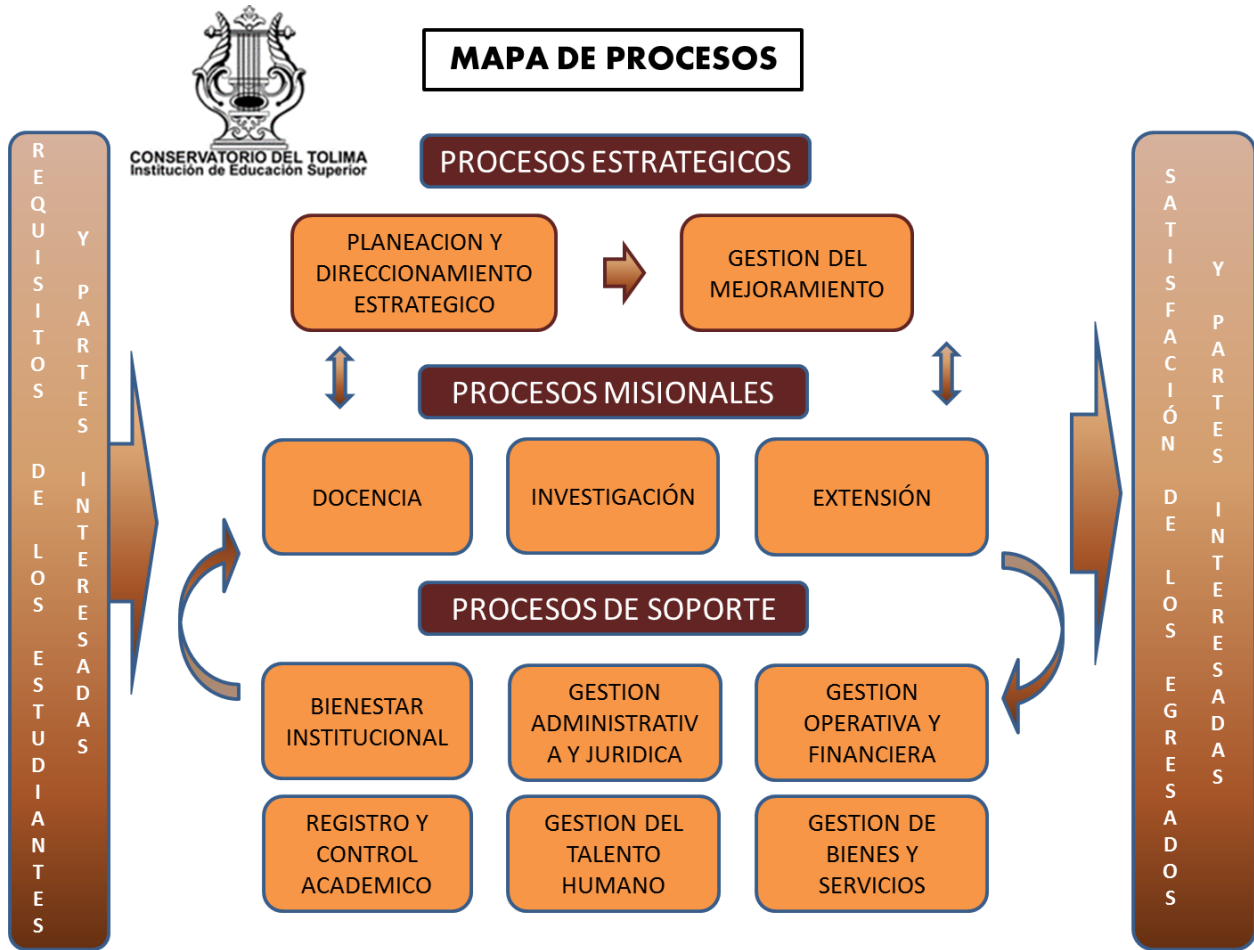 MAPA DE PROCESOS
CONSERVATORIO DEL TOLIMA
Institución de Educación Superior
REQUISITOS DE LOS ESTUDIANTES
Y PARTES INTERESADAS
PROCESOS ESTRATEGICOS
PLANEACION Y
DIRECCIONAMIENTO
ESTRATEGICO
GESTION DEL
MEJORAMIENTO
PROCESOS MISIONALES
DOCENCIA
INVESTIGACIÓN
EXTENSIÓN
PROCESOS DE SOPORTE
BIENESTAR
INSTITUCIONAL
GESTION
ADMINISTRATIV
A Y JURIDICA
GESTION
OPERATIVA Y
FINANCIERA
REGISTRO Y
CONTROL
ACADEMICO
GESTION DEL
TALENTO
HUMANO
GESTION DE
BIENES Y
SERVICIOS
SATISFACIÓN DE LOS EGRESADOS
Y PARTES INTERESADAS